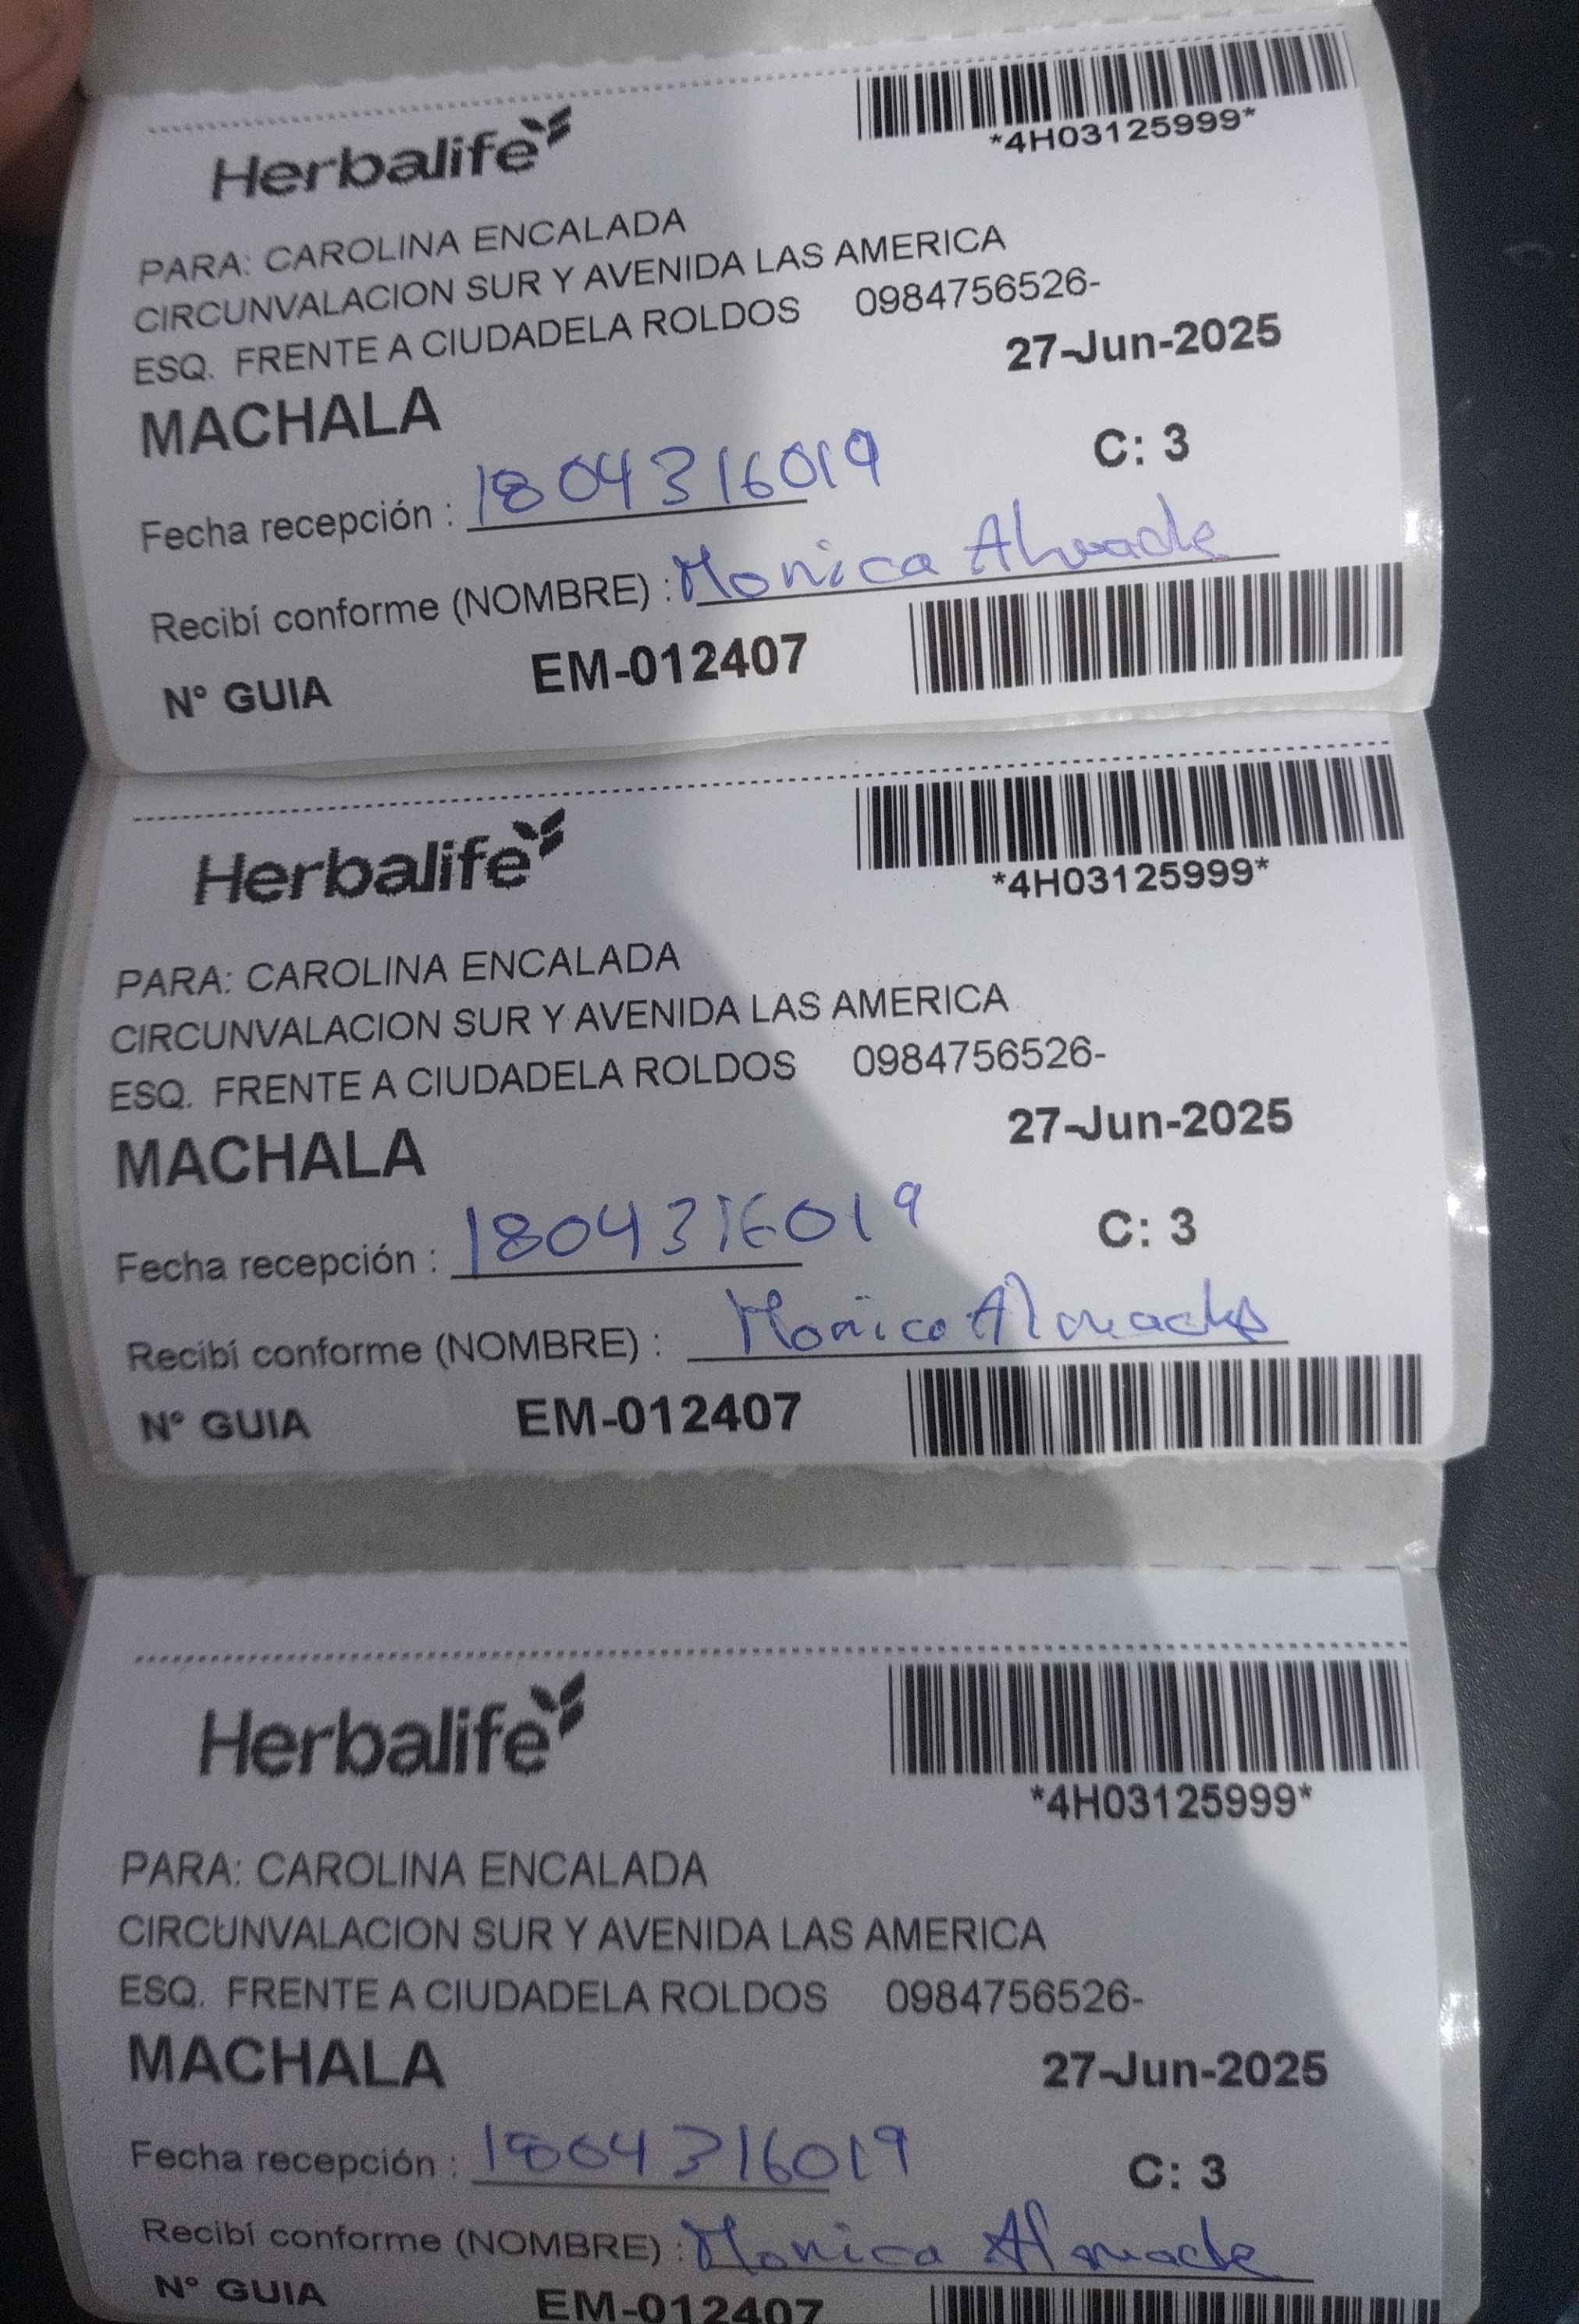 Herbalife
*4H03125999*
PARA: CAROLINA ENCALADA
CIRCUNVALACION SUR Y AVENIDA LAS AMERICA
ESQ. FRENTE A CIUDADELA ROLDOS 0984756526-
27-Jun-2025
MACHALA
C: 3
Fecha recepción : 1804316019
Recibí conforme (NOMBRE) : Monica
N° GUIA EM-012407
Herbalife
*4H03125999*
PARA: CAROLINA ENCALADA
CIRCUNVALACION SUR Y AVENIDA LAS AMERICA
ESQ. FRENTE A CIUDADELA ROLDOS 0984756526-
27-Jun-2025
MACHALA
C: 3
Fecha recepción : 1804316019
Recibí conforme (NOMBRE) : Monica
N° GUIA EM-012407
Herbalife
*4H03125999*
PARA: CAROLINA ENCALADA
CIRCUNVALACION SUR Y AVENIDA LAS AMERICA
ESQ. FRENTE A CIUDADELA ROLDOS 0984756526-
MACHALA 27-Jun-2025
Fecha recepción : 1804316019
C: 3
Recibí conforme (NOMBRE) : Monica
N° GUIA EM-012407